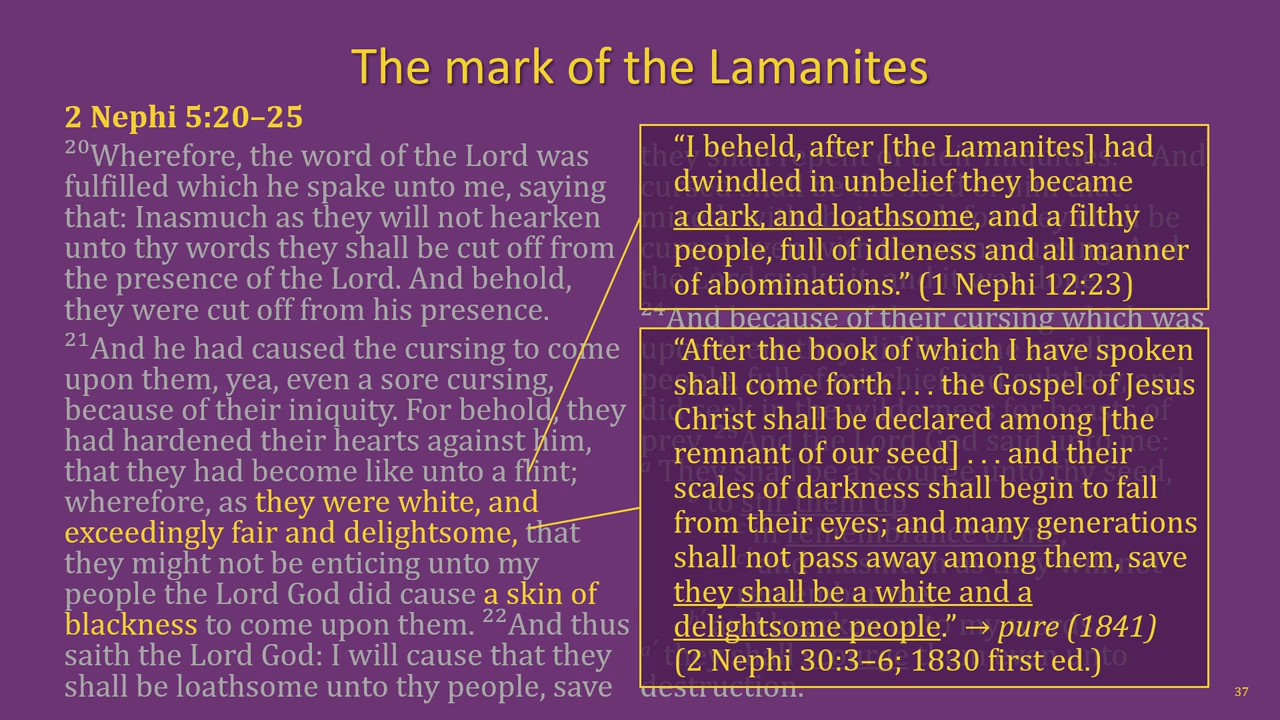 The mark of the Lamanites
2 Nephi 5:20–25
²⁰Wherefore, the word of the Lord was
fulfilled which he spake unto me, saying
that: Inasmuch as they will not hearken
unto thy words they shall be cut off from
the presence of the Lord. And behold,
they were cut off from his presence.
²¹And he had caused the cursing to come
upon them, yea, even a sore cursing,
because of their iniquity. For behold, they
had hardened their hearts against him,
that they had become like unto a flint;
wherefore, as they were white, and
exceedingly fair and delightsome, that
they might not be enticing unto my
people the Lord God did cause a skin of
blackness to come upon them. ²²And thus
saith the Lord God: I will cause that they
shall be loathsome unto thy people, save
“I beheld, after [the Lamanites] had
dwindled in unbelief they became
a dark, and loathsome, and a filthy
people, full of idleness and all manner
of abominations.” (1 Nephi 12:23)
²⁴And because of their cursing which was
“After the book of which I have spoken
shall come forth . . . the Gospel of Jesus
Christ shall be declared among [the
remnant of our seed] . . . and their
scales of darkness shall begin to fall
from their eyes; and many generations
shall not pass away among them, save
they shall be a white and a
delightsome people.” → pure (1841)
(2 Nephi 30:3–6; 1830 first ed.)
destruction.
37